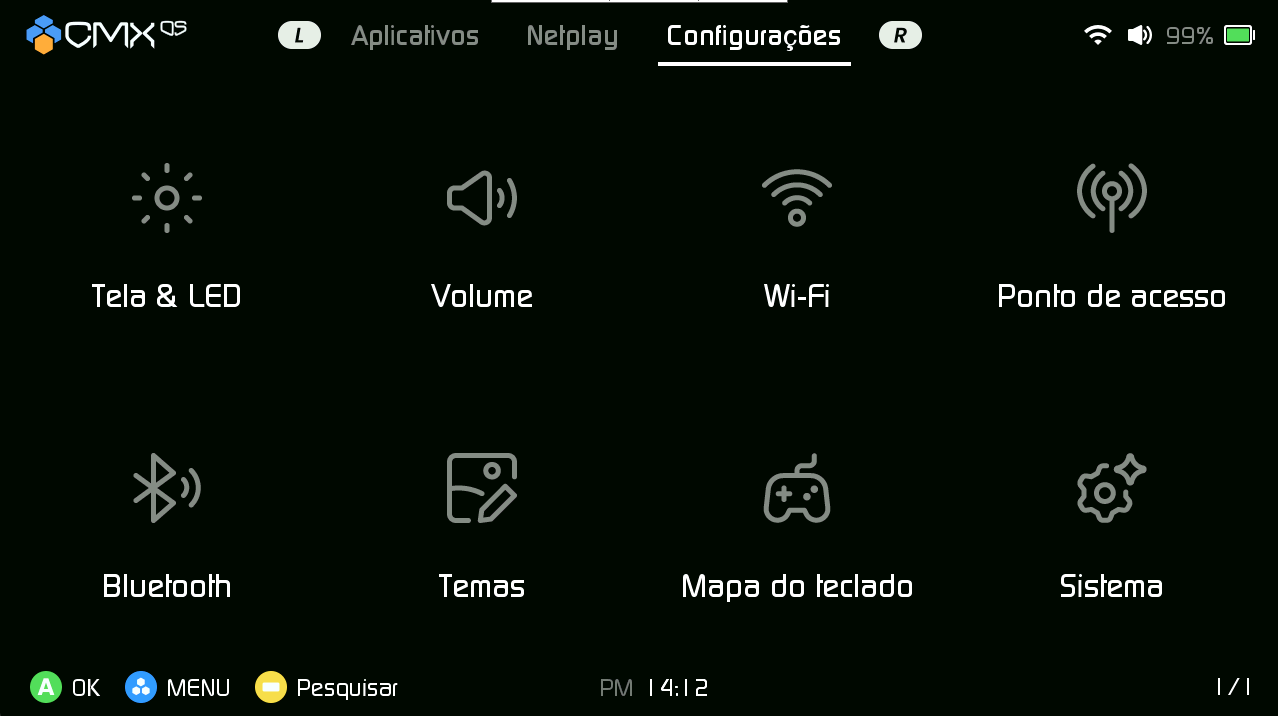 CMX OS L Aplicativos Netplay Configurações R 99%
Tela & LED Volume Wi-Fi Ponto de acesso
Bluetooth Temas Mapa do teclado Sistema
A OK MENU Pesquisar PM 14:12 1/1